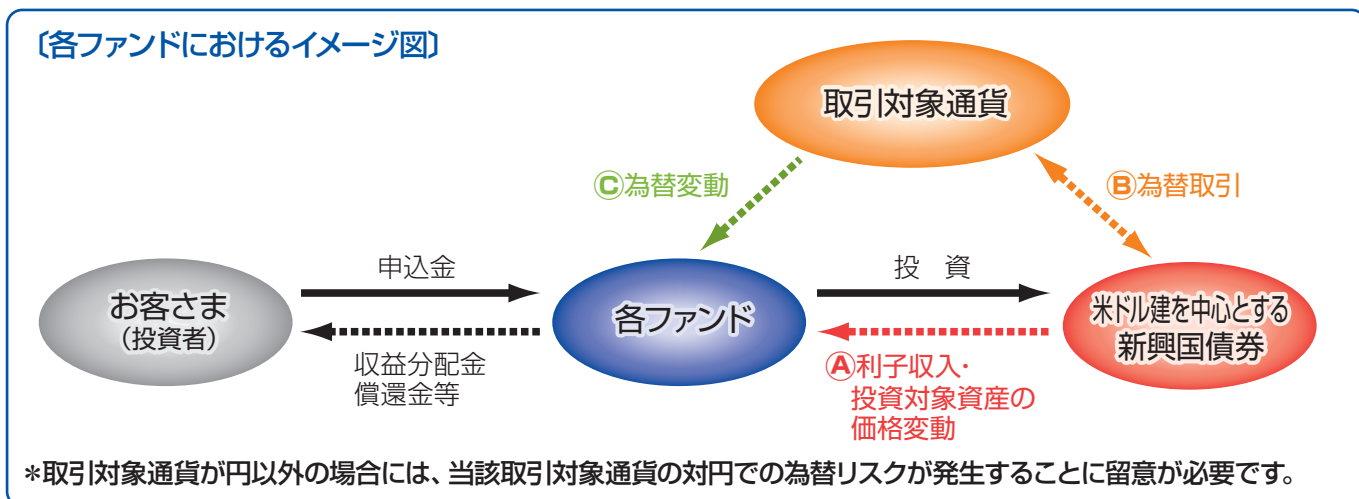 〔各ファンドにおけるイメージ図〕
取引対象通貨
Ⓒ為替変動
Ⓑ為替取引
申込金
投 資
お客さま
（投資者）
各ファンド
米ドル建を中心とする
新興国債券
収益分配金
償還金等
Ⓐ利子収入・
投資対象資産の
価格変動
＊取引対象通貨が円以外の場合には、当該取引対象通貨の対円での為替リスクが発生することに留意が必要です。